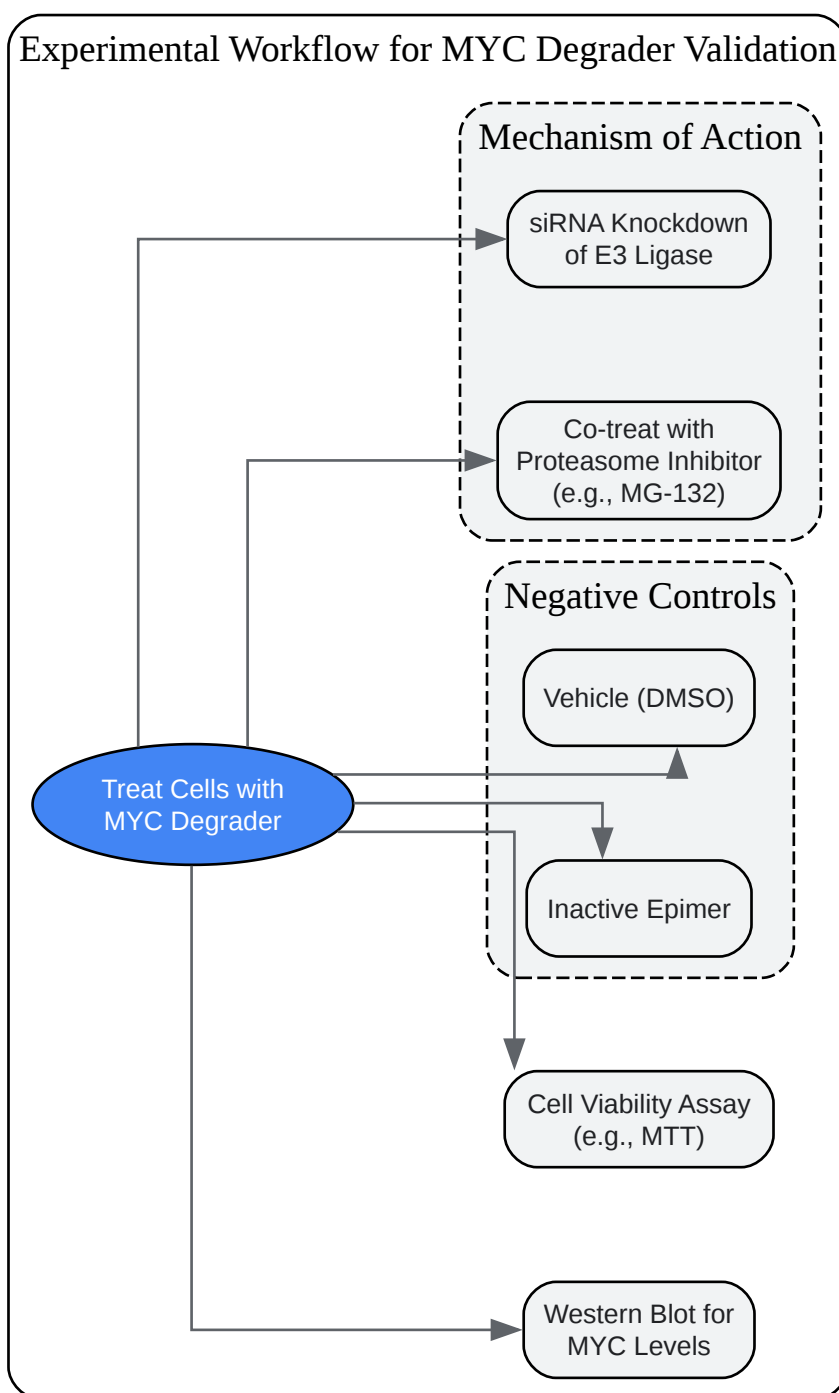 Experimental Workflow for MYC Degrader Validation
Mechanism of Action
siRNA Knockdown
of E3 Ligase
Co-treat with
Proteasome Inhibitor
(e.g., MG-132)
Negative Controls
Vehicle (DMSO)
Treat Cells with
MYC Degrader
Inactive Epimer
Cell Viability Assay
(e.g., MTT)
Western Blot for
MYC Levels